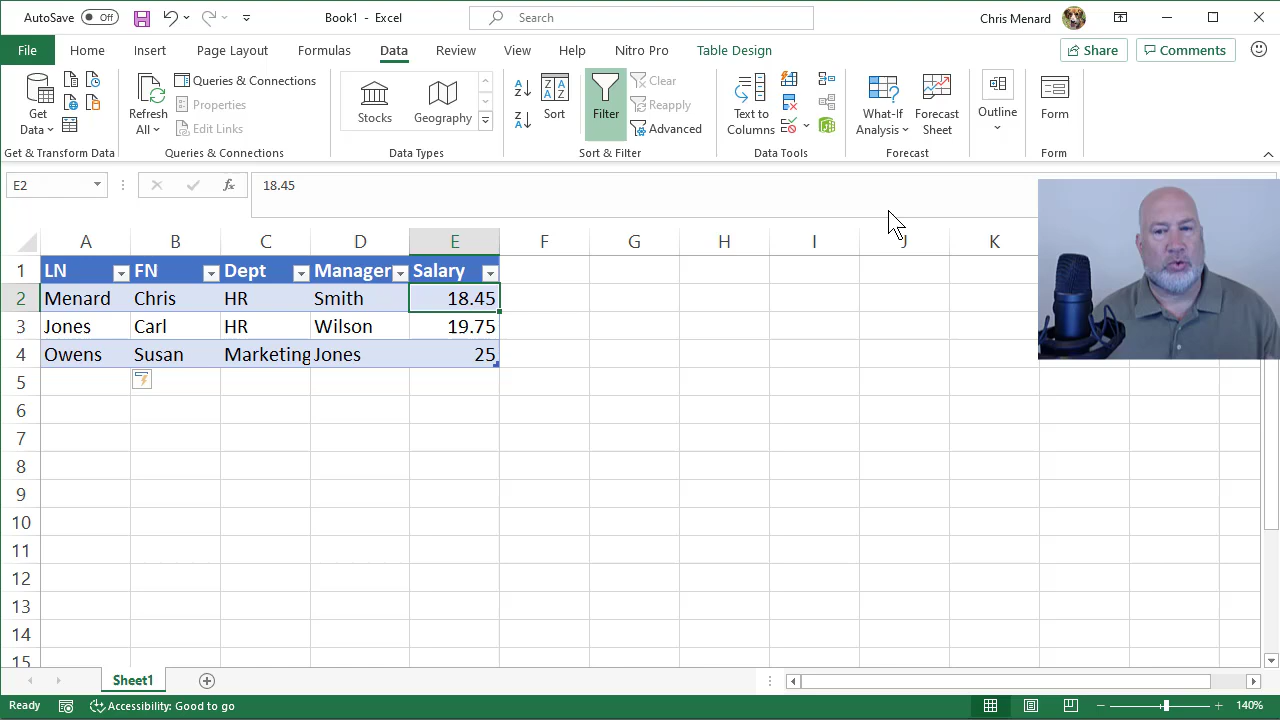 AutoSave Off Book1 - Excel Search Chris Menard
File Home Insert Page Layout Formulas Data Review View Help Nitro Pro Table Design Share Comments
Get Data Refresh All Queries & Connections Properties Edit Links Stocks Geography Sort Filter Clear Reapply Advanced Text to Columns What-If Analysis Forecast Sheet Outline Form
Get & Transform Data Queries & Connections Data Types Sort & Filter Data Tools Forecast Form
E2 fx 18.45
A B C D E F G H I J K
1 LN FN Dept Manager Salary
2 Menard Chris HR Smith 18.45
3 Jones Carl HR Wilson 19.75
4 Owens Susan Marketing Jones 25
5
6
7
8
9
10
11
12
13
14
15
Sheet1
Ready Accessibility: Good to go 140%